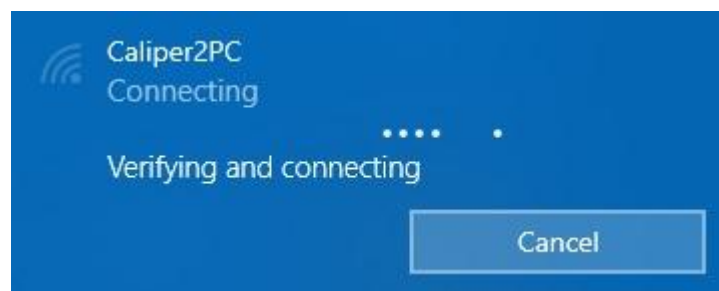 Caliper2PC
Connecting
Verifying and connecting
Cancel